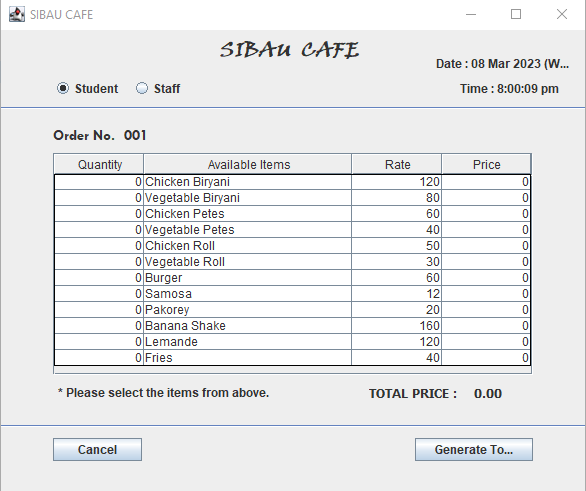 SIBAU CAFE
SIBAU CAFE
Date : 08 Mar 2023 (W...
Student Staff Time : 8:00:09 pm
Order No. 001
Quantity Available Items Rate Price
0 Chicken Biryani 120 0
0 Vegetable Biryani 80 0
0 Chicken Petes 60 0
0 Vegetable Petes 40 0
0 Chicken Roll 50 0
0 Vegetable Roll 30 0
0 Burger 60 0
0 Samosa 12 0
0 Pakorey 20 0
0 Banana Shake 160 0
0 Lemande 120 0
0 Fries 40 0
* Please select the items from above. TOTAL PRICE : 0.00
Cancel Generate To...